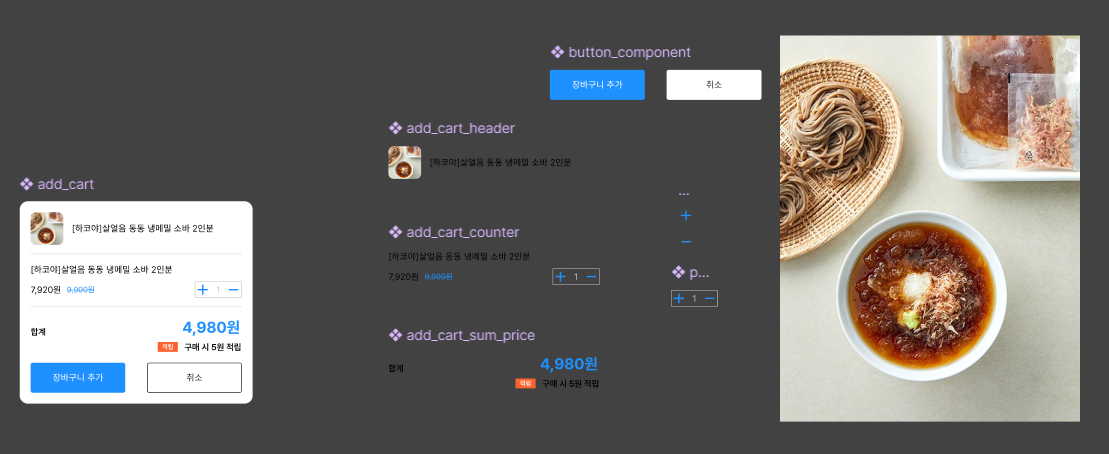 add_cart
[하코야]살얼음 동동 냉메밀 소바 2인분
[하코야]살얼음 동동 냉메밀 소바 2인분
7,920원 9,900원
+ 1 −
합계
4,980원
적립 구매 시 5원 적립
장바구니 추가 취소
button_component
장바구니 추가 취소
add_cart_header
[하코야]살얼음 동동 냉메밀 소바 2인분
add_cart_counter
[하코야]살얼음 동동 냉메밀 소바 2인분
7,920원 9,900원
+ 1 −
add_cart_sum_price
합계
4,980원
적립 구매 시 5원 적립
...
+
−
p...
+ 1 −